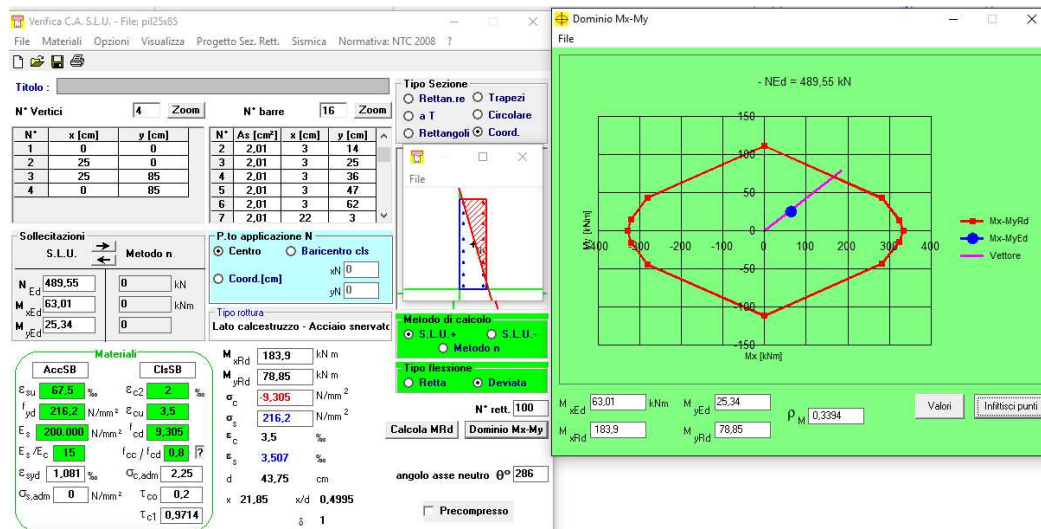 Verifica C.A. S.L.U. - File: pil25x85
File Materiali Opzioni Visualizza Progetto Sez. Rett. Sismica Normativa: NTC 2008 ?
Titolo :
N° Vertici 4 Zoom N° barre 16 Zoom
N° x [cm] y [cm]
1 0 0
2 25 0
3 25 85
4 0 85
N° As [cm²] x [cm] y [cm]
2 2,01 3 14
3 2,01 3 25
4 2,01 3 36
5 2,01 3 47
6 2,01 3 62
7 2,01 22 3
Tipo Sezione
Rettan.re Trapezi
a T Circolare
Rettangoli Coord.
File
Sollecitazioni
S.L.U. Metodo n
N Ed 489,55 0 kN
M xEd 63,01 0 kNm
M yEd 25,34 0
P.to applicazione N
Centro Baricentro cls
Coord.[cm] xN 0
yN 0
Tipo rottura
Lato calcestruzzo - Acciaio snervato
Metodo di calcolo
S.L.U.+ S.L.U.-
Metodo n
Tipo flessione
Retta Deviata
N° rett. 100
Calcola MRd Dominio Mx-My
angolo asse neutro θ° 286
Precompresso
Materiali
AccSB ClsSB
εsu 67,5 ‰ εc2 2 ‰
fyd 216,2 N/mm² εcu 3,5
Es 200.000 N/mm² fcd 9,305
Es /Ec 15 fcc / fcd 0,8 ?
εsyd 1,081 ‰ σc,adm 2,25
σs,adm 0 N/mm² τco 0,2
τc1 0,9714
M xRd 183,9 kN m
M yRd 78,85 kN m
σc -9,305 N/mm²
σs 216,2 N/mm²
εc 3,5 ‰
εs 3,507 ‰
d 43,75 cm
x 21,85 x/d 0,4995
δ 1
Dominio Mx-My
File
- NEd = 489,55 kN
150
100
50
0
-50
-100
-150
-400 -300 -200 -100 0 100 200 300 400
My [kNm]
Mx [kNm]
Mx-MyRd
Mx-MyEd
Vettore
M xEd 63,01 kNm M yEd 25,34 ρM 0,3394
M xRd 183,9 M yRd 78,85
Valori Infittisci punti